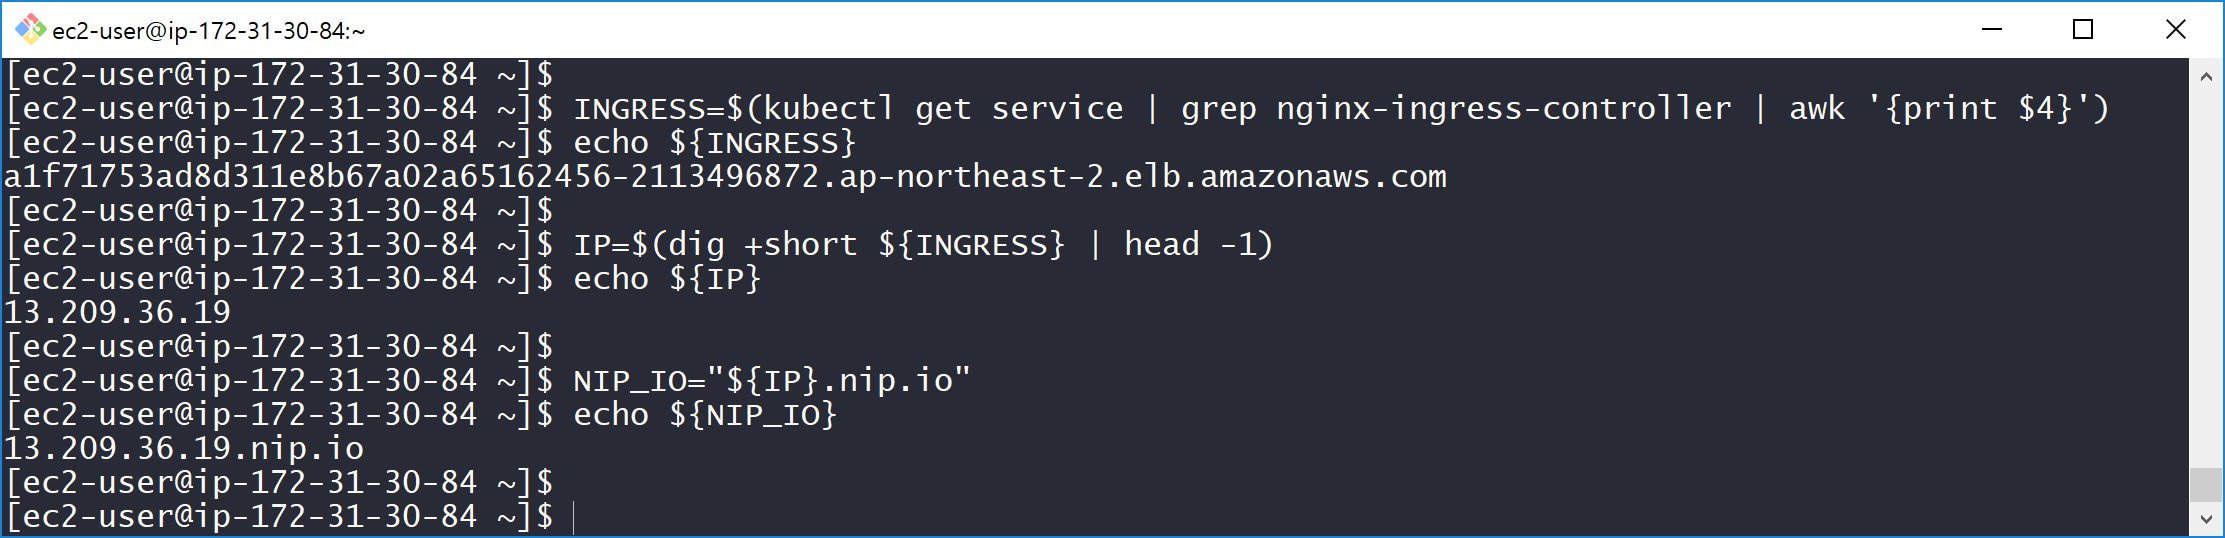 ec2-user@ip-172-31-30-84:~
[ec2-user@ip-172-31-30-84 ~]$
[ec2-user@ip-172-31-30-84 ~]$ INGRESS=$(kubectl get service | grep nginx-ingress-controller | awk '{print $4}')
[ec2-user@ip-172-31-30-84 ~]$ echo ${INGRESS}
a1f71753ad8d311e8b67a02a65162456-2113496872.ap-northeast-2.elb.amazonaws.com
[ec2-user@ip-172-31-30-84 ~]$
[ec2-user@ip-172-31-30-84 ~]$ IP=$(dig +short ${INGRESS} | head -1)
[ec2-user@ip-172-31-30-84 ~]$ echo ${IP}
13.209.36.19
[ec2-user@ip-172-31-30-84 ~]$
[ec2-user@ip-172-31-30-84 ~]$ NIP_IO="${IP}.nip.io"
[ec2-user@ip-172-31-30-84 ~]$ echo ${NIP_IO}
13.209.36.19.nip.io
[ec2-user@ip-172-31-30-84 ~]$
[ec2-user@ip-172-31-30-84 ~]$